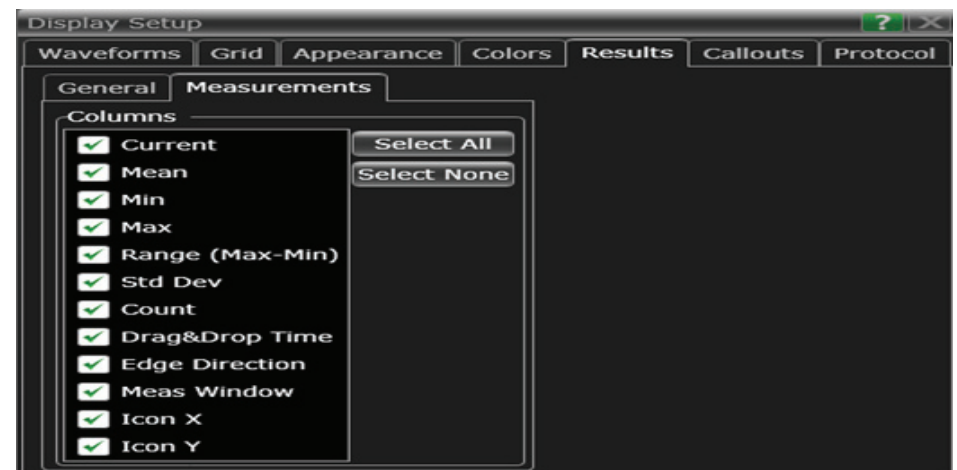 Display Setup ? X
Waveforms Grid Appearance Colors Results Callouts Protocol
General Measurements
Columns
Current Select All
Mean Select None
Min
Max
Range (Max-Min)
Std Dev
Count
Drag&Drop Time
Edge Direction
Meas Window
Icon X
Icon Y